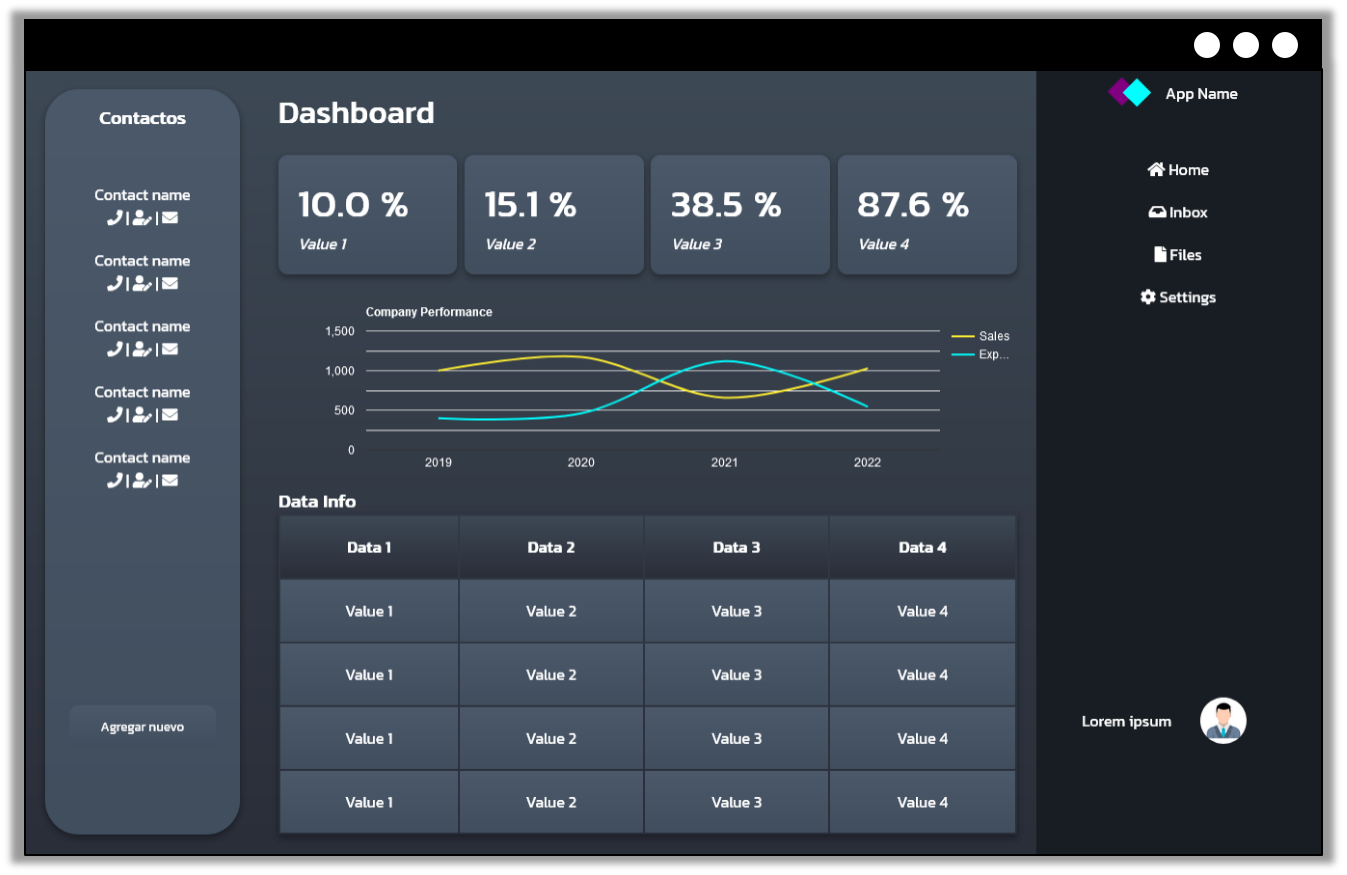 Contactos
Contact name
Contact name
Contact name
Contact name
Contact name
Agregar nuevo
Dashboard
10.0 %
Value 1
15.1 %
Value 2
38.5 %
Value 3
87.6 %
Value 4
Company Performance
1,500
1,000
500
0
2019 2020 2021 2022
Sales
Exp...
Data Info
Data 1 Data 2 Data 3 Data 4
Value 1 Value 2 Value 3 Value 4
Value 1 Value 2 Value 3 Value 4
Value 1 Value 2 Value 3 Value 4
Value 1 Value 2 Value 3 Value 4
App Name
Home
Inbox
Files
Settings
Lorem ipsum